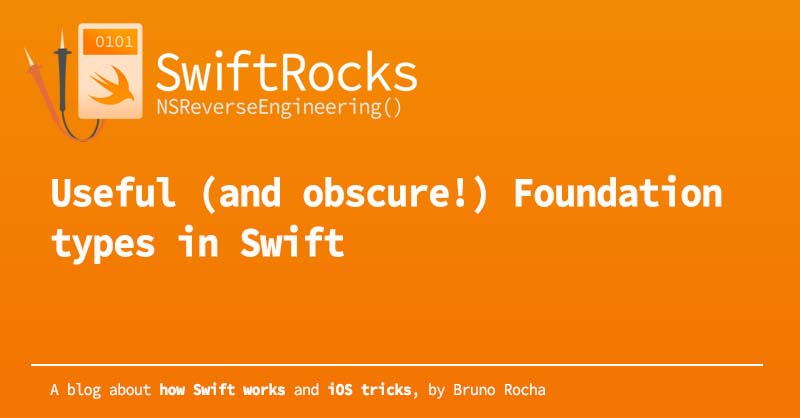 0101
SwiftRocks
NSReverseEngineering()
Useful (and obscure!) Foundation
types in Swift
A blog about how Swift works and iOS tricks, by Bruno Rocha